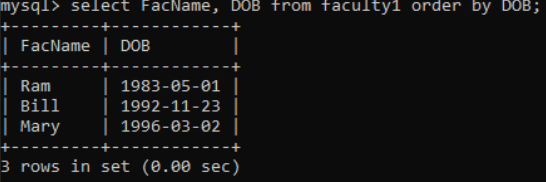 mysql> select FacName, DOB from faculty1 order by DOB;
+---------+------------+
| FacName | DOB        |
+---------+------------+
| Ram     | 1983-05-01 |
| Bill    | 1992-11-23 |
| Mary    | 1996-03-02 |
+---------+------------+
3 rows in set (0.00 sec)